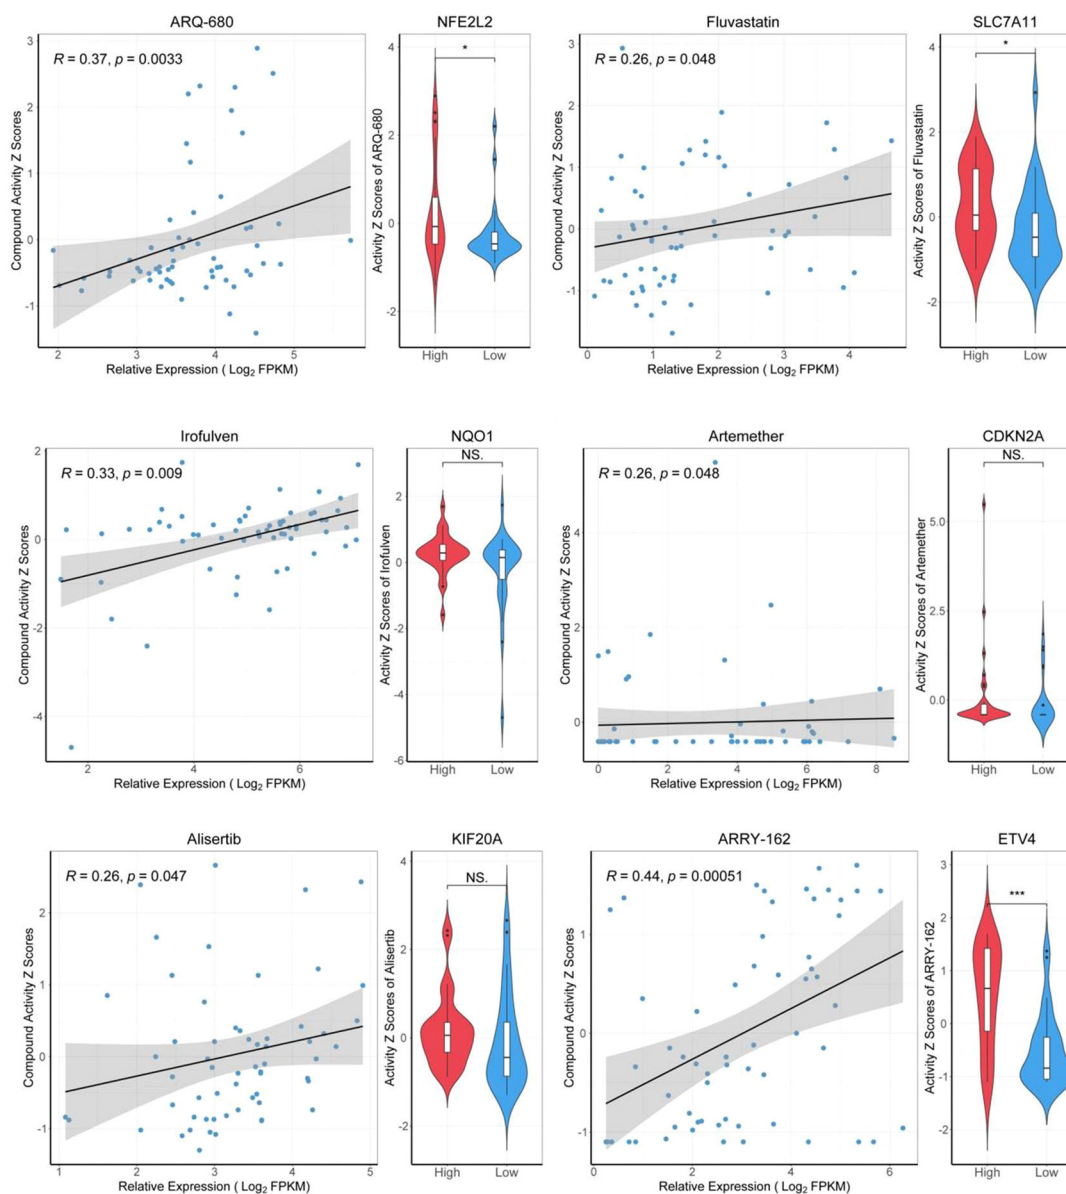 ARQ-680
NFE2L2
Fluvastatin
SLC7A11
R = 0.37, p = 0.0033
*
R = 0.26, p = 0.048
*
Compound Activity Z Scores
3
2
1
0
-1
2
3
4
5
Relative Expression ( Log2 FPKM)
Activity Z Scores of ARQ-680
4
2
0
-2
High
Low
Compound Activity Z Scores
3
2
1
0
-1
0
1
2
3
4
Relative Expression ( Log2 FPKM)
Activity Z Scores of Fluvastatin
4
2
0
-2
High
Low
Irofulven
NQO1
Artemether
CDKN2A
R = 0.33, p = 0.009
NS.
R = 0.26, p = 0.048
NS.
Compound Activity Z Scores
2
0
-2
-4
2
4
6
Relative Expression ( Log2 FPKM)
Activity Z Scores of Irofulven
2
0
-2
-4
-6
High
Low
Compound Activity Z Scores
4
2
0
0
2
4
6
8
Relative Expression ( Log2 FPKM)
Activity Z Scores of Artemether
5.0
2.5
0.0
High
Low
Alisertib
KIF20A
ARRY-162
ETV4
R = 0.26, p = 0.047
NS.
R = 0.44, p = 0.00051
***
Compound Activity Z Scores
2
1
0
-1
1
2
3
4
5
Relative Expression ( Log2 FPKM)
Activity Z Scores of Alisertib
4
2
0
-2
High
Low
Compound Activity Z Scores
1
0
-1
0
2
4
6
Relative Expression ( Log2 FPKM)
Activity Z Scores of ARRY-162
3
2
1
0
-1
-2
High
Low